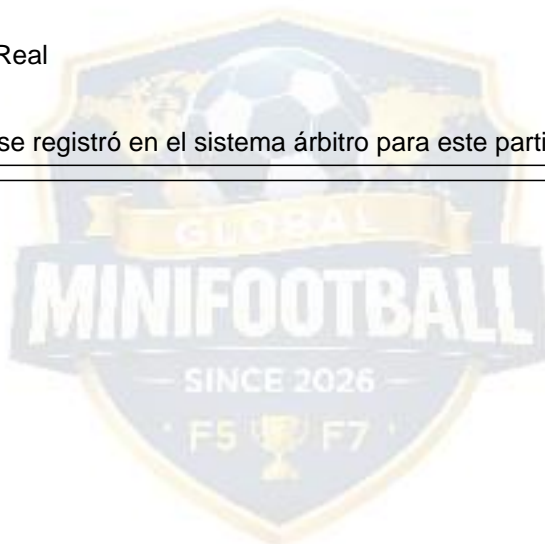 Real
se registró en el sistema árbitro para este parti
GLOBAL
MINIFOOTBALL
SINCE 2026
F5 F7